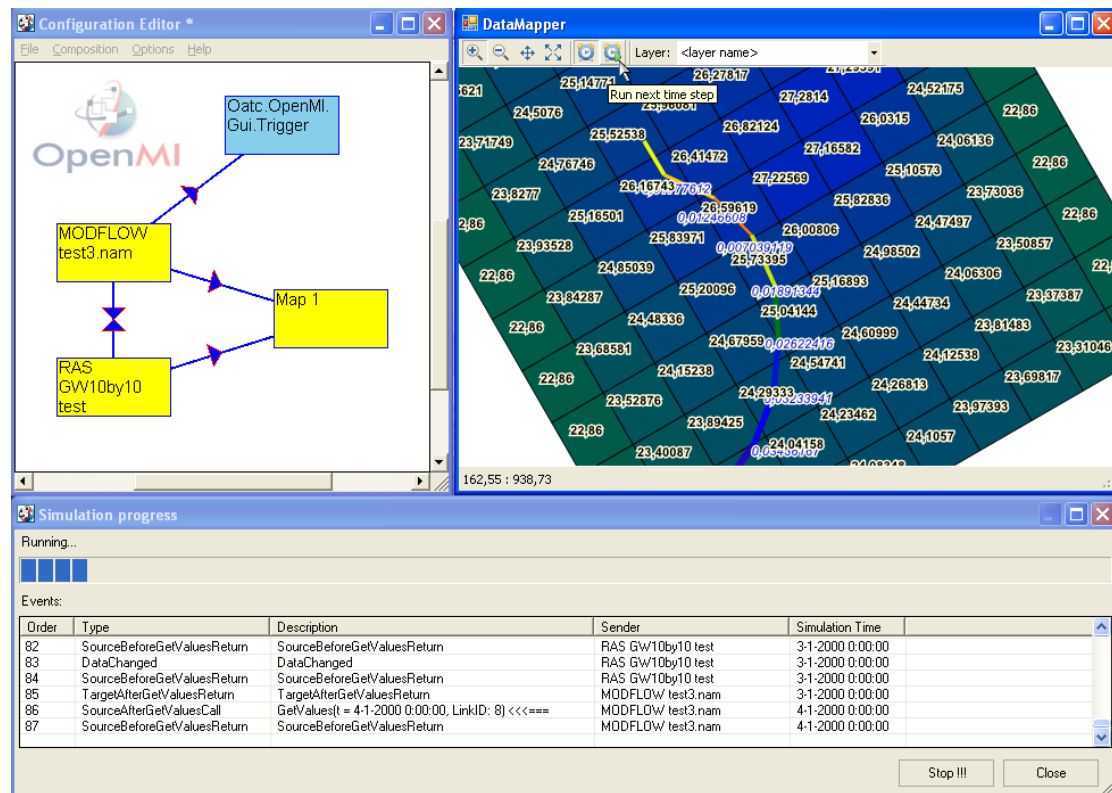 Configuration Editor *
File Composition Options Help
OpenMI
Oatc.OpenMI.
Gui.Trigger
MODFLOW
test3.nam
Map 1
RAS
GW10by10
test
DataMapper
Layer: <layer name>
Run next time step
621 25,14771 26,27817
24,5076 27,2814 24,52175 22,86
23,71749 25,52538 26,82124 26,0315 24,06136
24,76746 26,41472 27,16582 25,10573 22,86
23,8277 26,16743 27,22569 25,82836 23,73036
22,86 25,16501 26,59619 26,00806 24,47497 22,86
0,01246608
23,93528 25,83971 0,007039119 24,98502 23,50857
25,73395
22,86 24,85039 25,16893 24,06306 22,
23,84287 25,20096 0,01891344 24,44734 23,37387
22,86 24,48336 25,04144 24,60999 23,81483
23,68581 24,67959 0,02622416 24,12538 23,31046
22,86 24,15238 24,54741 24,26813 23,69817
23,52876 24,29333 24,23462 23,97393
22,86 23,89425 24,04158 24,1057
23,40087
162,55 : 938,73
Simulation progress
Running...
Events:
Order Type Description Sender Simulation Time
82 SourceBeforeGetValuesReturn SourceBeforeGetValuesReturn RAS GW10by10 test 3-1-2000 0:00:00
83 DataChanged DataChanged RAS GW10by10 test 3-1-2000 0:00:00
84 SourceBeforeGetValuesReturn SourceBeforeGetValuesReturn RAS GW10by10 test 3-1-2000 0:00:00
85 TargetAfterGetValuesReturn TargetAfterGetValuesReturn MODFLOW test3.nam 3-1-2000 0:00:00
86 SourceAfterGetValuesCall GetValues(t = 4-1-2000 0:00:00, LinkID: 8) <<<=== MODFLOW test3.nam 4-1-2000 0:00:00
87 SourceBeforeGetValuesReturn SourceBeforeGetValuesReturn MODFLOW test3.nam 4-1-2000 0:00:00
Stop !!! Close